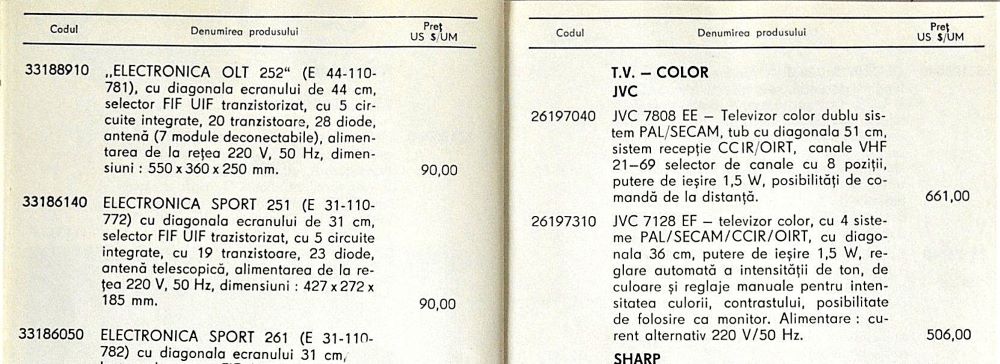 Codul Denumirea produsului Preț
US $/UM
33188910 „ELECTRONICA OLT 252“ (E 44-110-
781), cu diagonala ecranului de 44 cm,
selector FIF UIF tranzistorizat, cu 5 cir-
cuite integrate, 20 tranzistoare, 28 diode,
antenă (7 module deconectabile), alimen-
tarea de la rețea 220 V, 50 Hz, dimen-
siuni : 550 x 360 x 250 mm. 90,00
33186140 ELECTRONICA SPORT 251 (E 31-110-
772) cu diagonala ecranului de 31 cm,
selector FIF UIF trazistorizat, cu 5 circuite
integrate, cu 19 tranzistoare, 23 diode,
antenă telescopică, alimentarea de la re-
țea 220 V, 50 Hz, dimensiuni : 427 x 272 x
185 mm. 90,00
33186050 ELECTRONICA SPORT 261 (E 31-110-
782) cu diagonala ecranului 31 cm,
Codul Denumirea produsului Preț
US $/UM
T.V. – COLOR
JVC
26197040 JVC 7808 EE – Televizor color dublu sis-
tem PAL/SECAM, tub cu diagonala 51 cm,
sistem recepție CCIR/OIRT, canale VHF
21–69 selector de canale cu 8 poziții,
putere de ieșire 1,5 W, posibilități de co-
mandă de la distanță. 661,00
26197310 JVC 7128 EF – televizor color, cu 4 siste-
me PAL/SECAM/CCIR/OIRT, cu diago-
nala 36 cm, putere de ieșire 1,5 W, re-
glare automată a intensității de ton, de
culoare și reglaje manuale pentru inten-
sitatea culorii, contrastului, posibilitate
de folosire ca monitor. Alimentare : cu-
rent alternativ 220 V/50 Hz. 506,00
SHARP